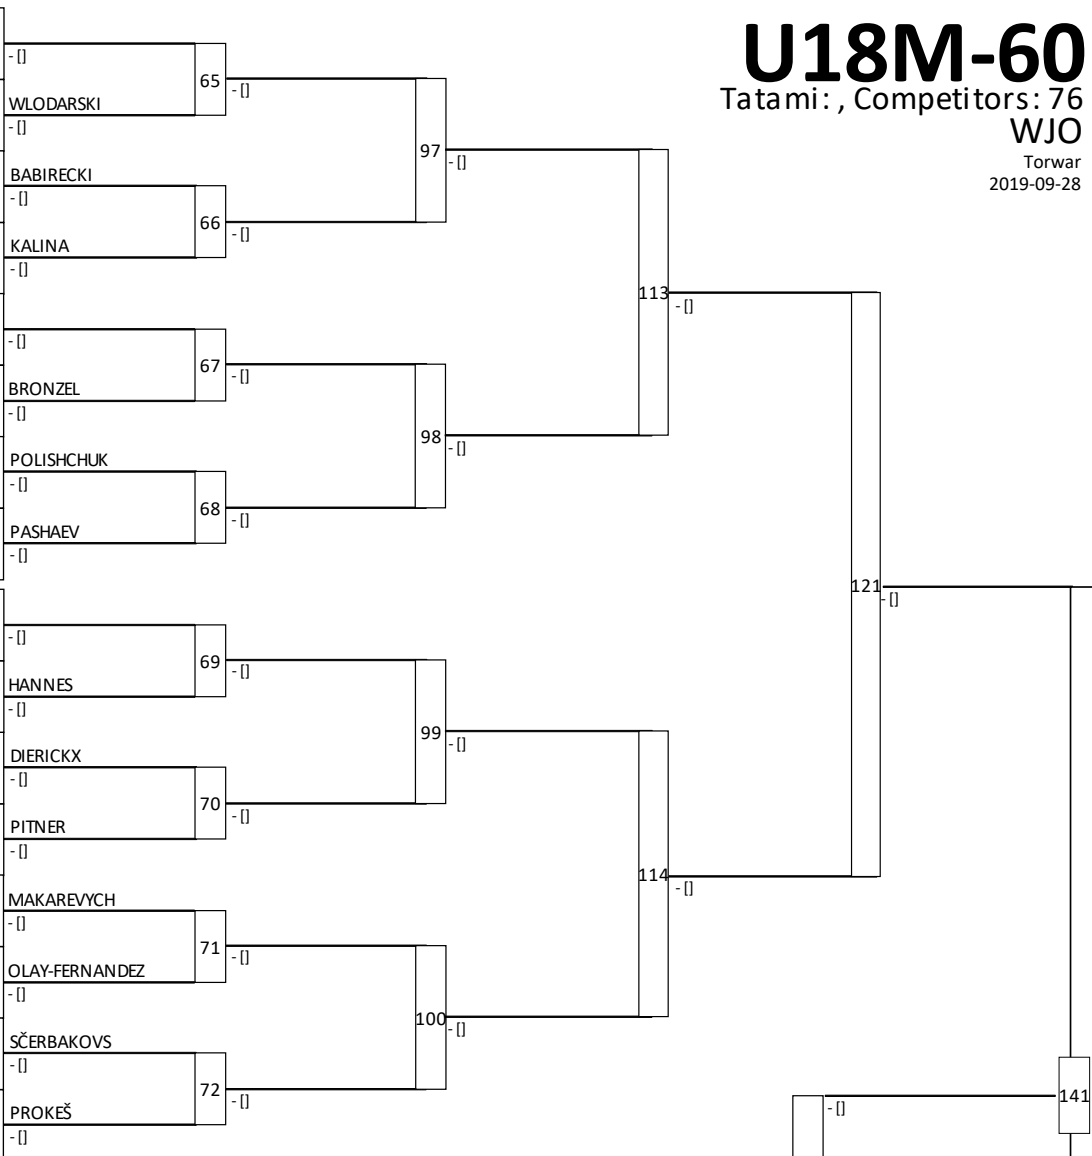 U18M-60
Tatami: , Competitors: 76
WJO
Torwar
2019-09-28
- []
65
- []
WLODARSKI
- []
97
- []
BABIRECKI
- []
66
- []
KALINA
- []
113
- []
- []
67
- []
BRONZEL
- []
98
- []
POLISHCHUK
- []
68
- []
PASHAEV
- []
121
- []
- []
69
- []
HANNES
- []
99
- []
DIERICKX
- []
70
- []
PITNER
- []
114
- []
MAKAREVYCH
- []
71
- []
OLAY-FERNANDEZ
- []
100
- []
SČERBAKOVS
- []
72
- []
PROKEŠ
- []
141
- []